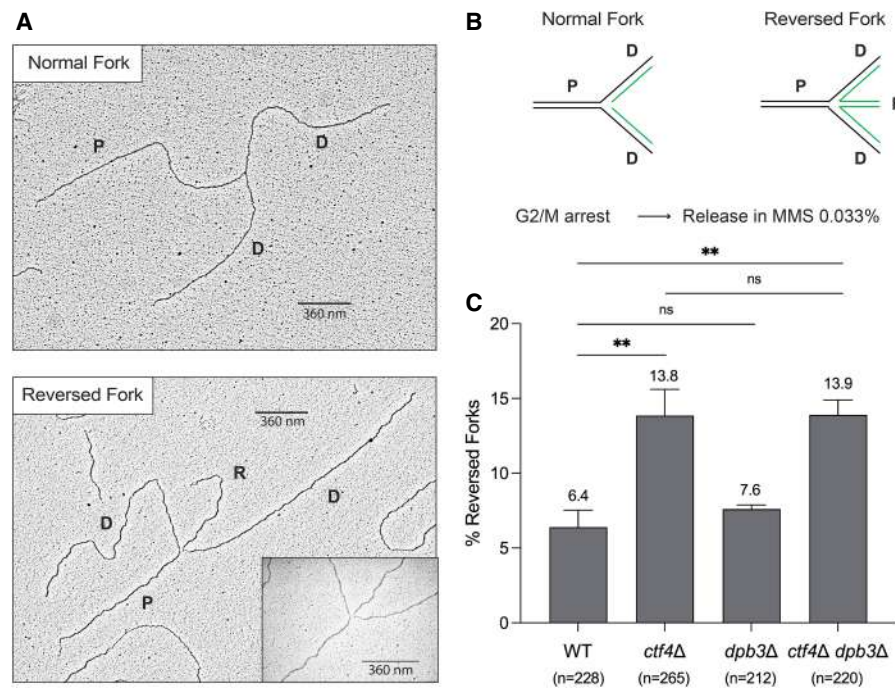 A
Normal Fork
P
D
D
360 nm
Reversed Fork
360 nm
R
D
D
P
360 nm
B
Normal Fork
Reversed Fork
D
D
P
P
D
D
G2/M arrest → Release in MMS 0.033%
**
ns
C
ns
**
% Reversed Forks
20
15
10
5
0
6.4
13.8
7.6
13.9
WT
ctf4Δ
dpb3Δ
ctf4Δ dpb3Δ
(n=228)
(n=265)
(n=212)
(n=220)